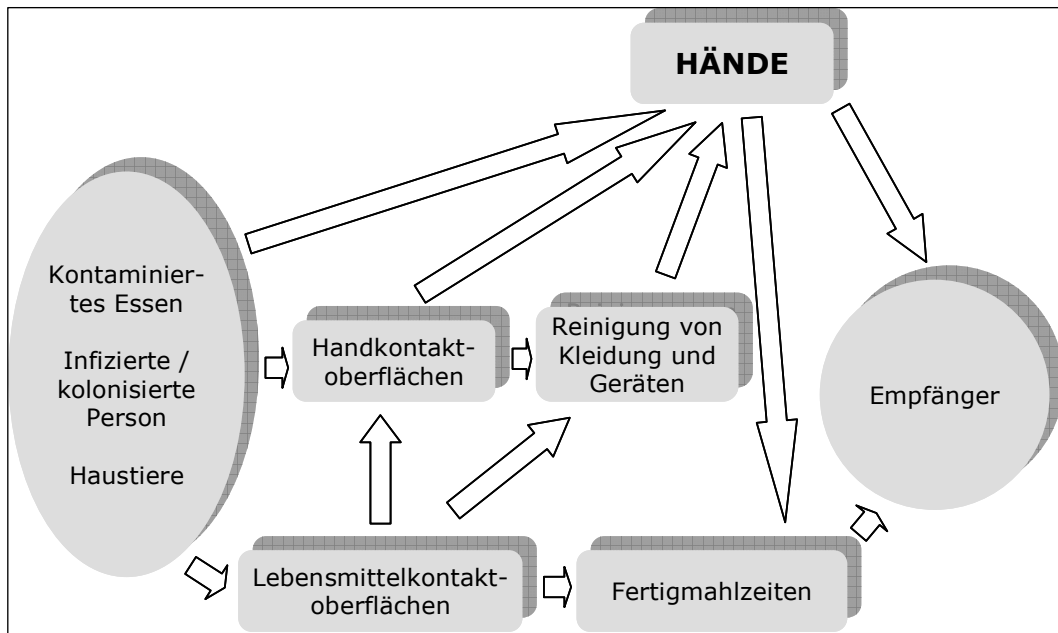 HÄNDE
Kontaminier-
tes Essen
Infizierte /
kolonisierte
Person
Haustiere
Handkontakt-
oberflächen
Reinigung von
Kleidung und
Geräten
Empfänger
Lebensmittelkontakt-
oberflächen
Fertigmahlzeiten